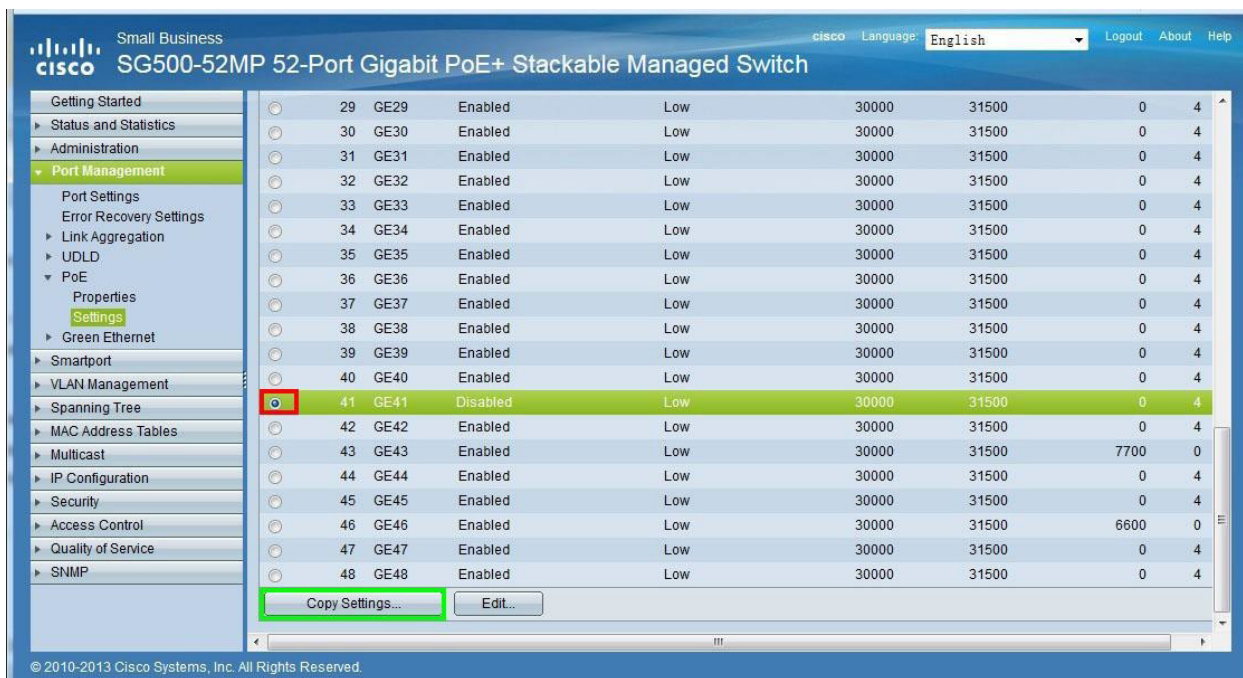 Small Business
cisco Language: English Logout About Help
CISCO SG500-52MP 52-Port Gigabit PoE+ Stackable Managed Switch
Getting Started
Status and Statistics
Administration
Port Management
Port Settings
Error Recovery Settings
Link Aggregation
UDLD
PoE
Properties
Settings
Green Ethernet
Smartport
VLAN Management
Spanning Tree
MAC Address Tables
Multicast
IP Configuration
Security
Access Control
Quality of Service
SNMP
29 GE29 Enabled Low 30000 31500 0 4
30 GE30 Enabled Low 30000 31500 0 4
31 GE31 Enabled Low 30000 31500 0 4
32 GE32 Enabled Low 30000 31500 0 4
33 GE33 Enabled Low 30000 31500 0 4
34 GE34 Enabled Low 30000 31500 0 4
35 GE35 Enabled Low 30000 31500 0 4
36 GE36 Enabled Low 30000 31500 0 4
37 GE37 Enabled Low 30000 31500 0 4
38 GE38 Enabled Low 30000 31500 0 4
39 GE39 Enabled Low 30000 31500 0 4
40 GE40 Enabled Low 30000 31500 0 4
41 GE41 Disabled Low 30000 31500 0 4
42 GE42 Enabled Low 30000 31500 0 4
43 GE43 Enabled Low 30000 31500 7700 0
44 GE44 Enabled Low 30000 31500 0 4
45 GE45 Enabled Low 30000 31500 0 4
46 GE46 Enabled Low 30000 31500 6600 0
47 GE47 Enabled Low 30000 31500 0 4
48 GE48 Enabled Low 30000 31500 0 4
Copy Settings... Edit...
© 2010-2013 Cisco Systems, Inc. All Rights Reserved.